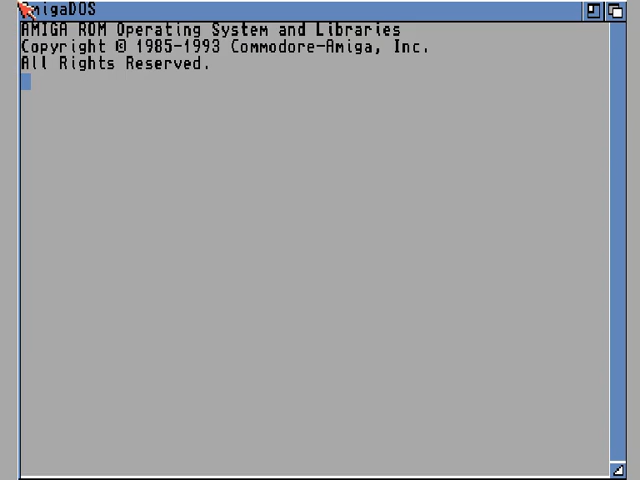 AmigaDOS
AMIGA ROM Operating System and Libraries
Copyright © 1985-1993 Commodore-Amiga, Inc.
All Rights Reserved.